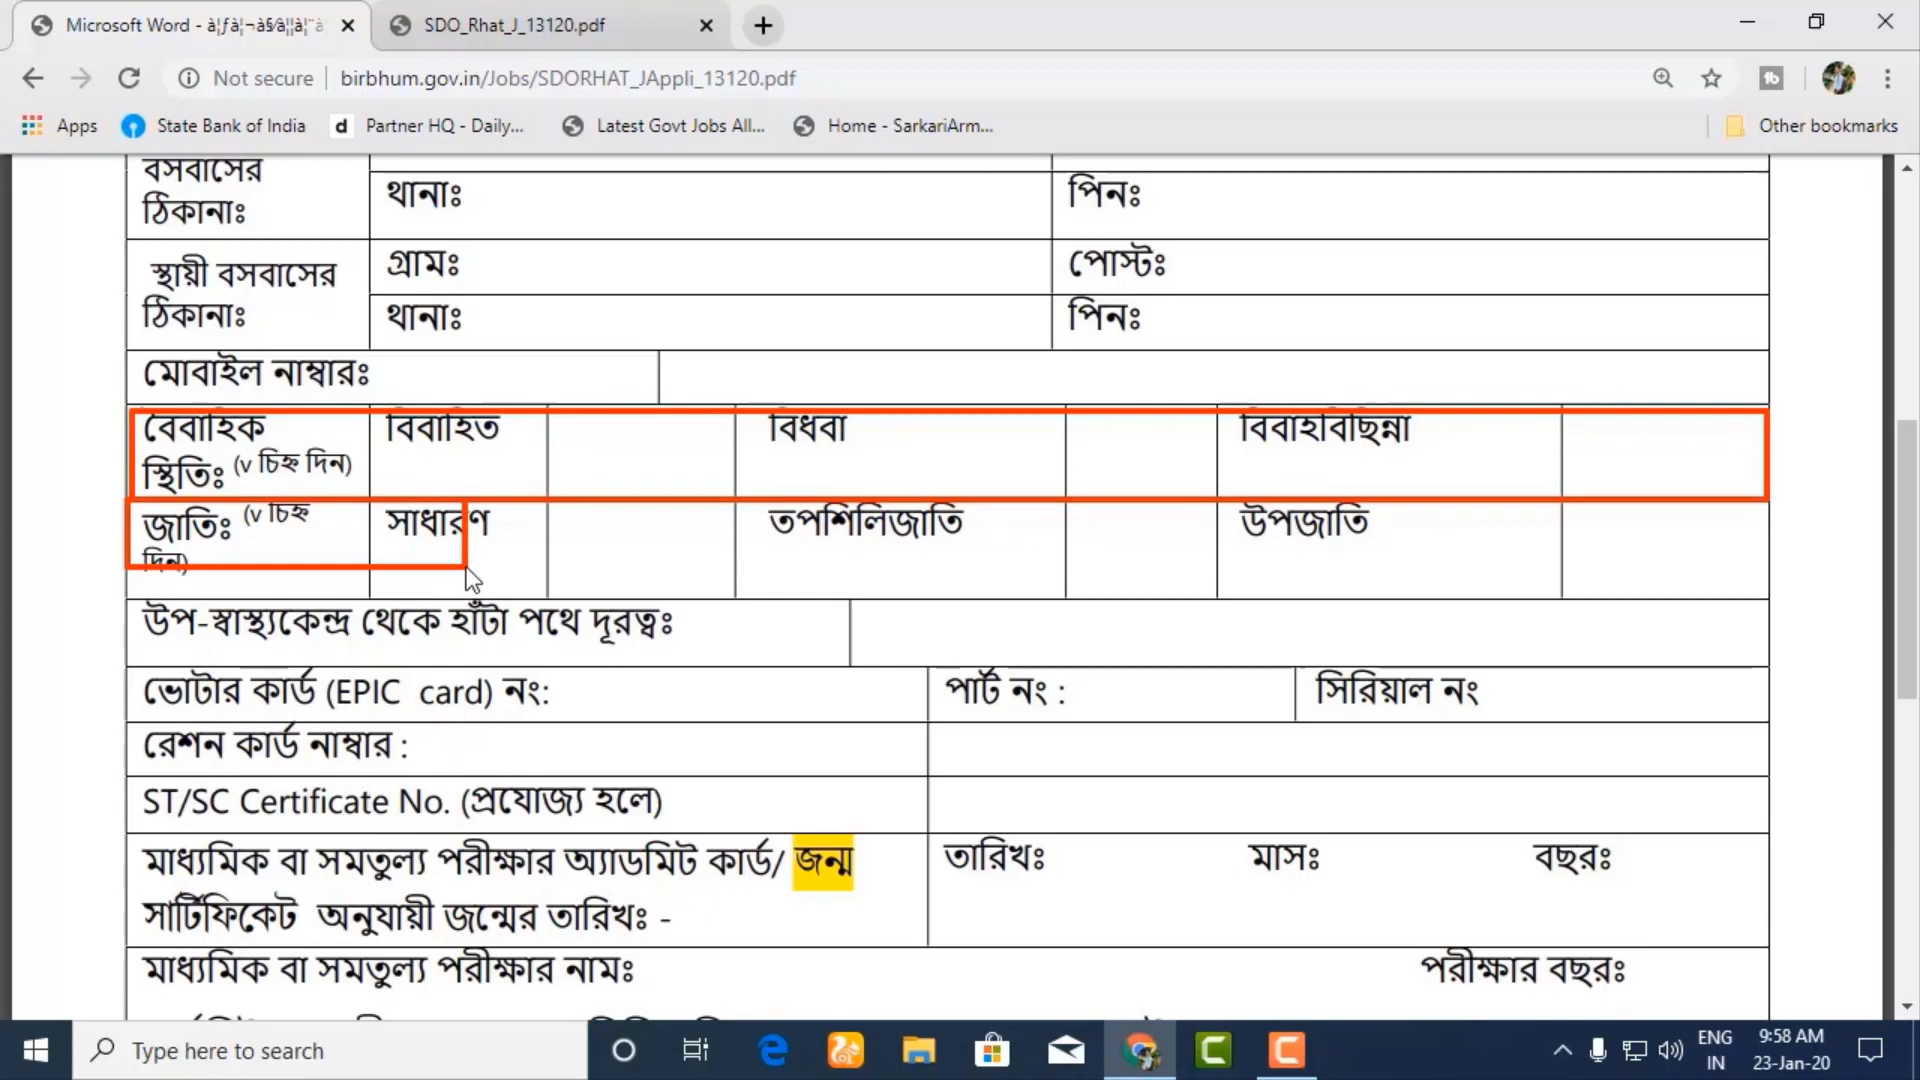 Microsoft Word - à¦ƒà¦¬à§à¦¦à¦¨ à
SDO_Rhat_J_13120.pdf
Not secure
birbhum.gov.in/Jobs/SDORHAT_JAppli_13120.pdf
Apps
State Bank of India
Partner HQ - Daily...
Latest Govt Jobs All...
Home - SarkariArm...
Other bookmarks
বসবাসের
ঠিকানাঃ
থানাঃ
পিনঃ
স্থায়ী বসবাসের
ঠিকানাঃ
গ্রামঃ
পোস্টঃ
থানাঃ
পিনঃ
মোবাইল নাম্বারঃ
বৈবাহিক
স্থিতিঃ (v চিহ্ন দিন)
বিবাহিত
বিধবা
বিবাহবিছিন্না
জাতিঃ (v চিহ্ন
দিন)
সাধারণ
তপশিলিজাতি
উপজাতি
উপ-স্বাস্থ্যকেন্দ্র থেকে হাঁটা পথে দূরত্বঃ
ভোটার কার্ড (EPIC card) নং:
পার্ট নং :
সিরিয়াল নং
রেশন কার্ড নাম্বার :
ST/SC Certificate No. (প্রযোজ্য হলে)
মাধ্যমিক বা সমতুল্য পরীক্ষার অ্যাডমিট কার্ড/ জন্ম
সার্টিফিকেট অনুযায়ী জন্মের তারিখঃ -
তারিখঃ
মাসঃ
বছরঃ
মাধ্যমিক বা সমতুল্য পরীক্ষার নামঃ
পরীক্ষার বছরঃ
Type here to search
ENG
IN
9:58 AM
23-Jan-20